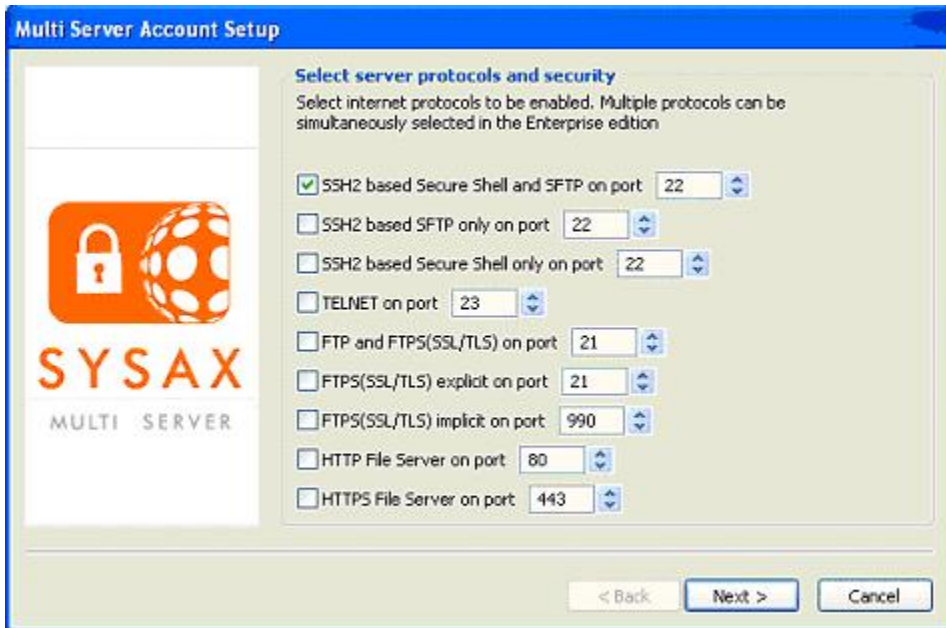 Multi Server Account Setup
Select server protocols and security
Select internet protocols to be enabled. Multiple protocols can be
simultaneously selected in the Enterprise edition
SSH2 based Secure Shell and SFTP on port 22
SSH2 based SFTP only on port 22
SSH2 based Secure Shell only on port 22
TELNET on port 23
FTP and FTPS(SSL/TLS) on port 21
FTPS(SSL/TLS) explicit on port 21
FTPS(SSL/TLS) implicit on port 990
HTTP File Server on port 80
HTTPS File Server on port 443
SYSAX
MULTI SERVER
< Back
Next >
Cancel